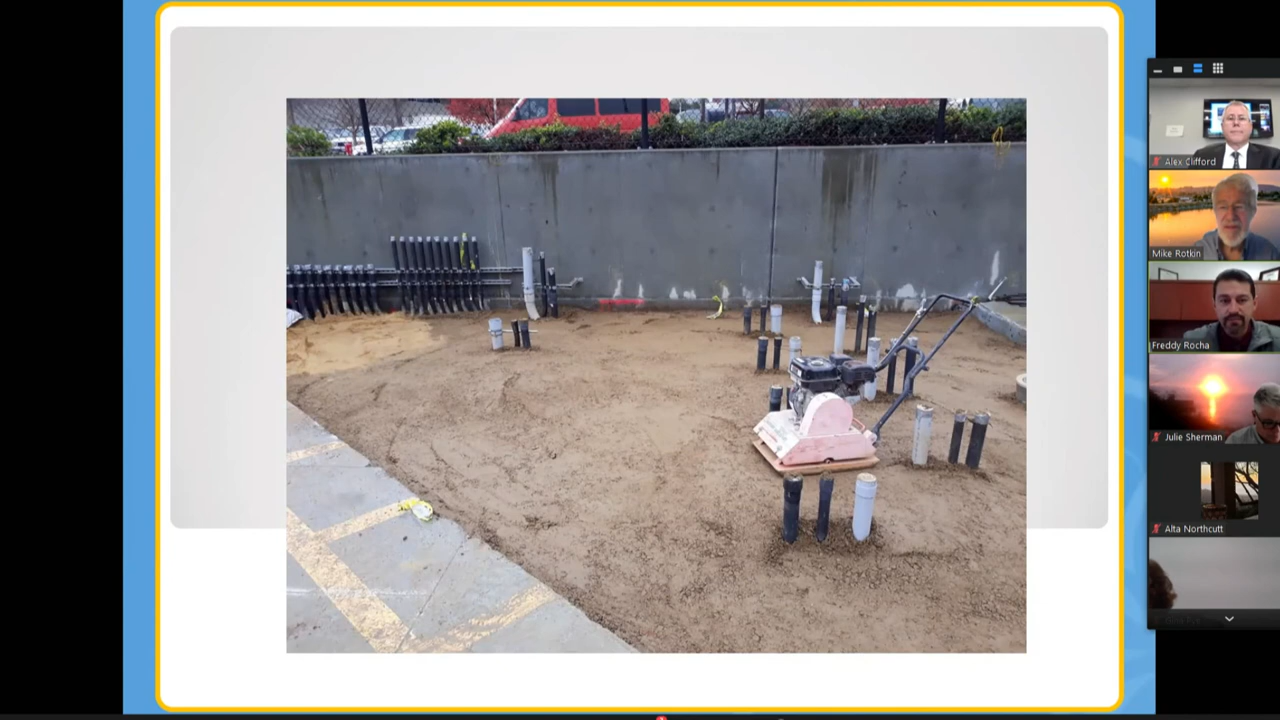 Alex Clifford
Mike Rotkin
Freddy Rocha
Julie Sherman
Alta Northcutt